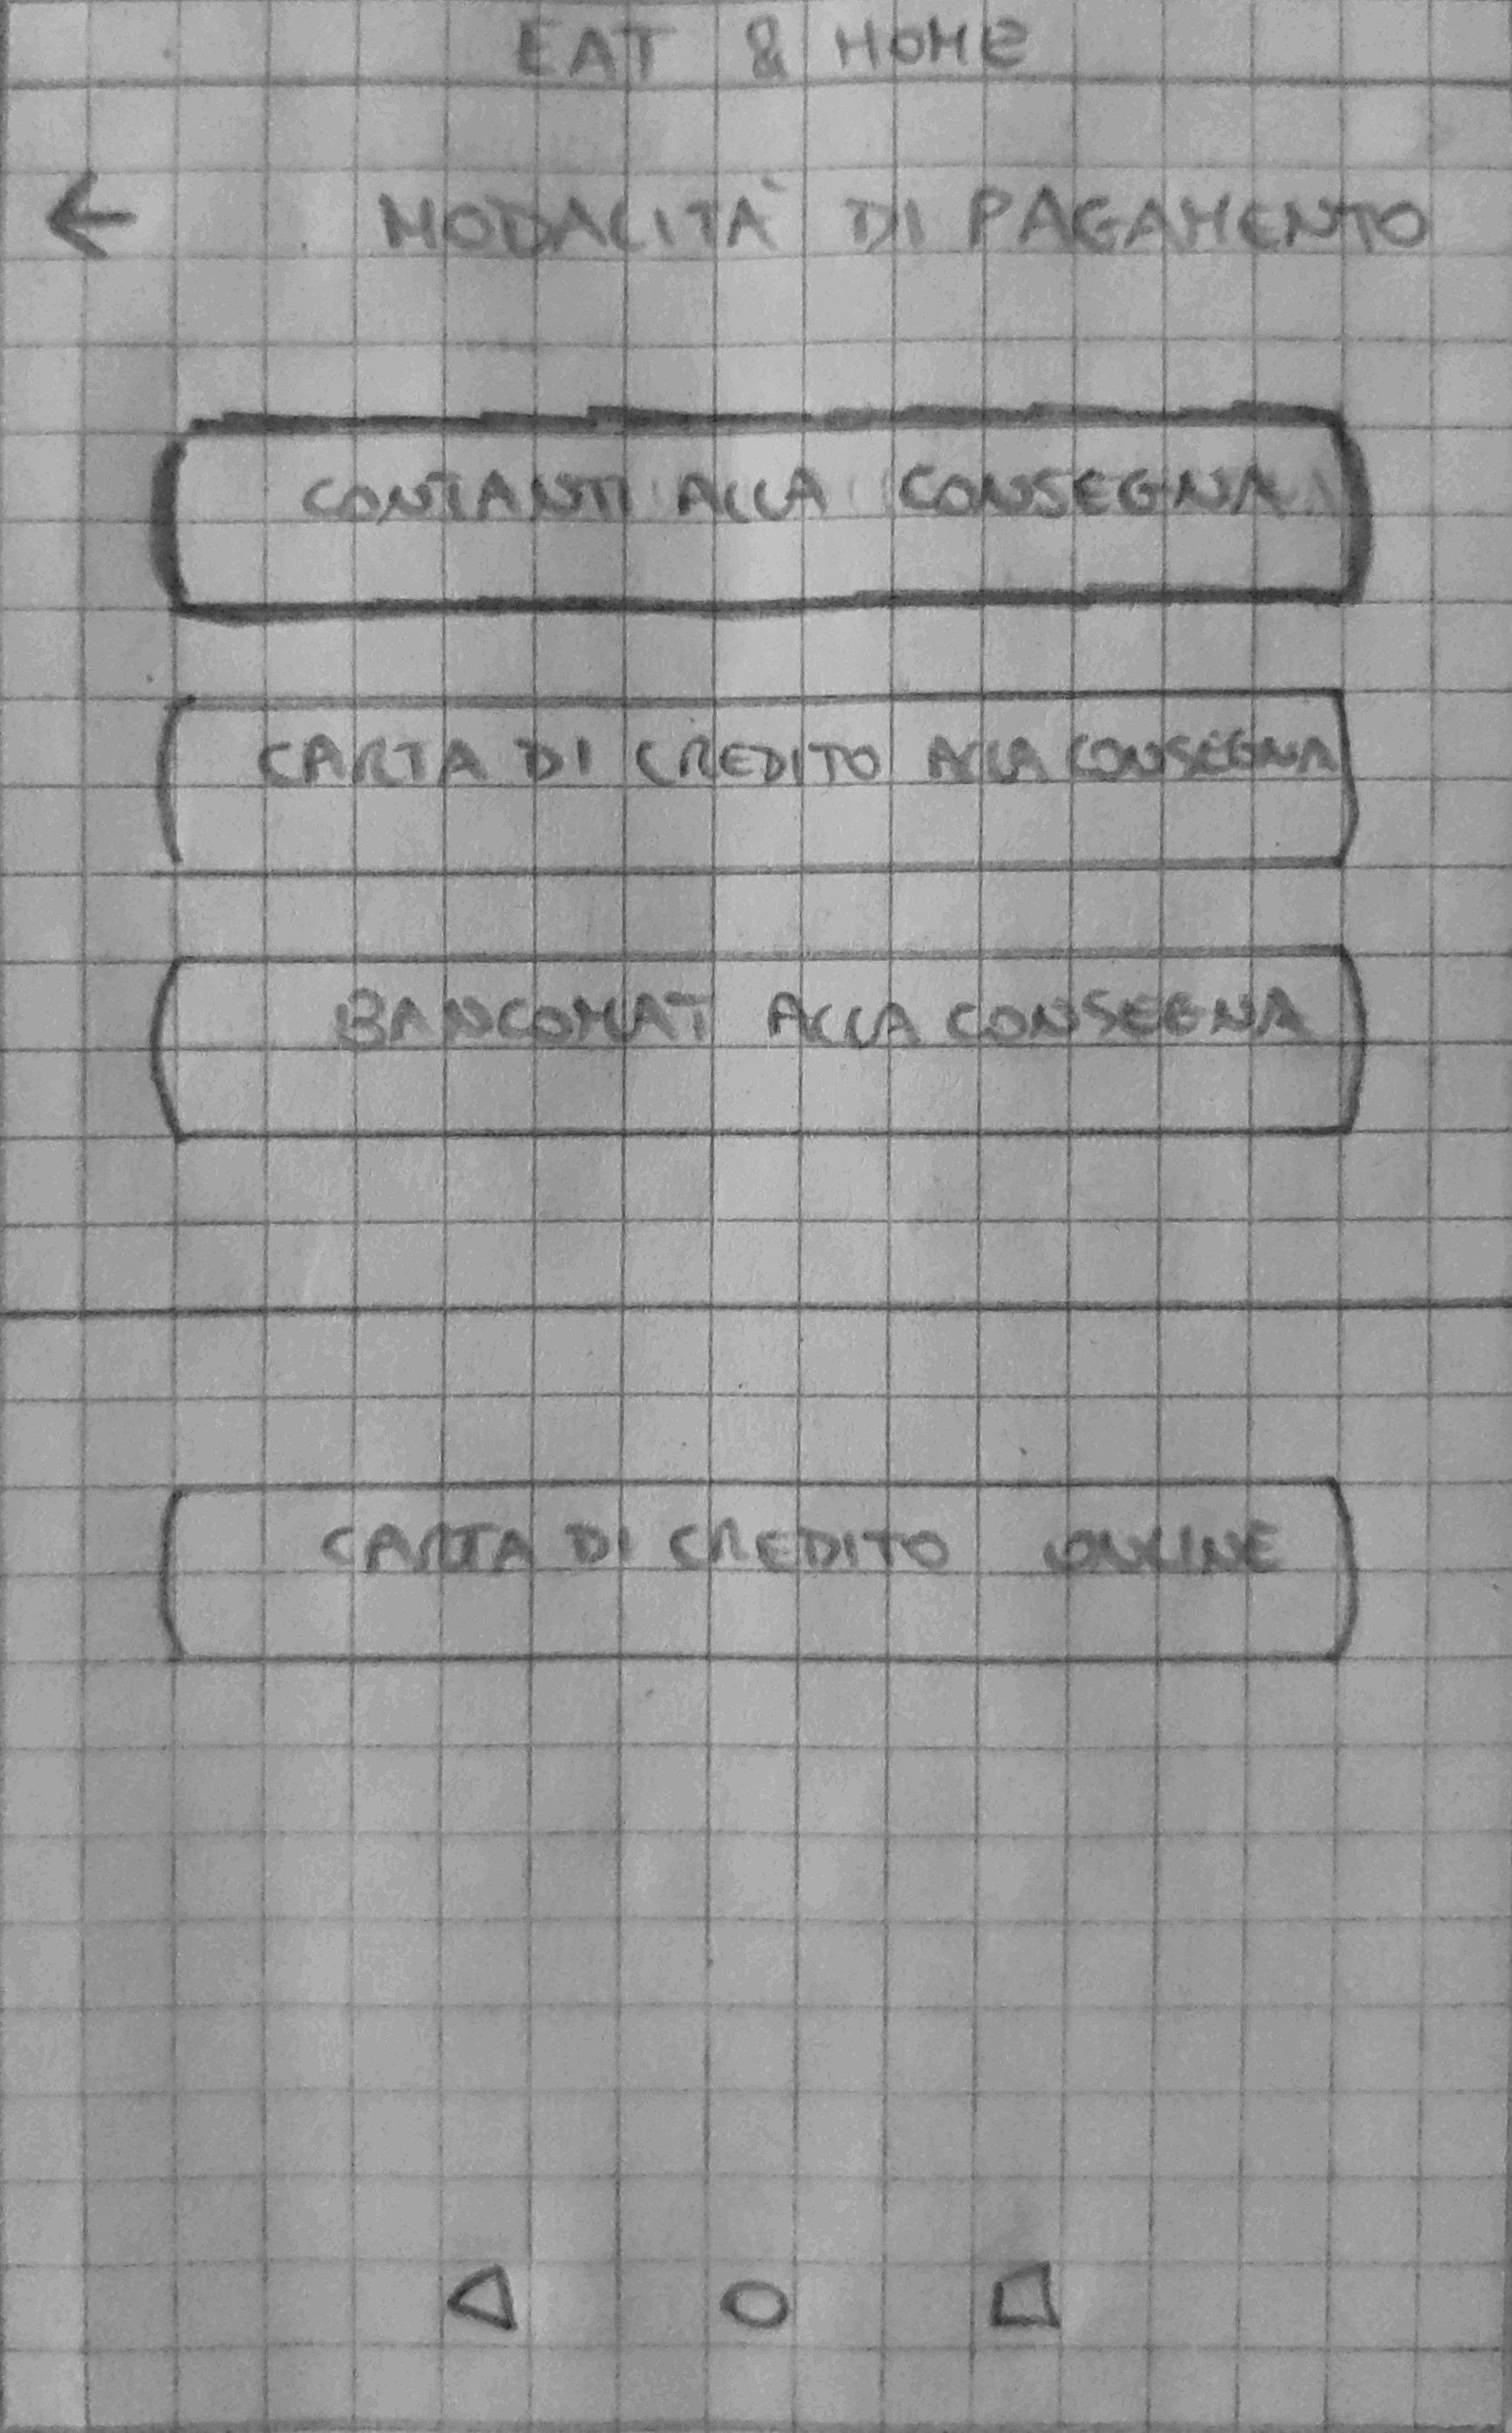 EAT & HOME
← MODALITÀ DI PAGAMENTO
CONTANTI ALLA CONSEGNA
CARTA DI CREDITO ALLA CONSEGNA
BANCOMAT ALLA CONSEGNA
CARTA DI CREDITO ONLINE